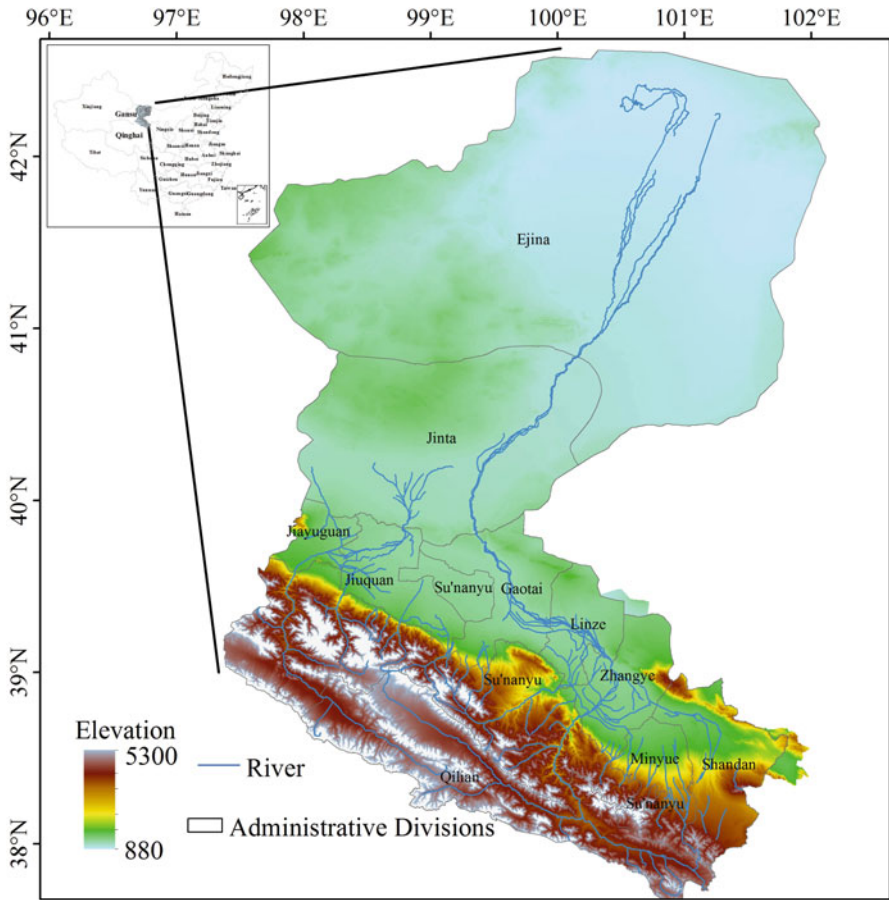 96°E 97°E 98°E 99°E 100°E 101°E 102°E
42°N
41°N
40°N
39°N
38°N
Heilongjiang
Xinjiang
Liaoning
Gansu
Beijing
Tianjin
Hebei
Ningxia
Shanxi
Shandong
Qinghai
Shaanxi
Henan
Jiangsu
Tibet
Sichuan
Hubei
Anhui
Shanghai
Chongqing
Zhejiang
Hunan
Jiangxi
Guizhou
Fujian
Yunnan
Taiwan
Guangxi
Guangdong
Hainan
Ejina
Jinta
Jiayuguan
Jiuquan
Su'nanyu
Gaotai
Linze
Su'nanyu
Zhangye
Minyue
Shandan
Qilian
Su'nanyu
Elevation
5300
880
River
Administrative Divisions